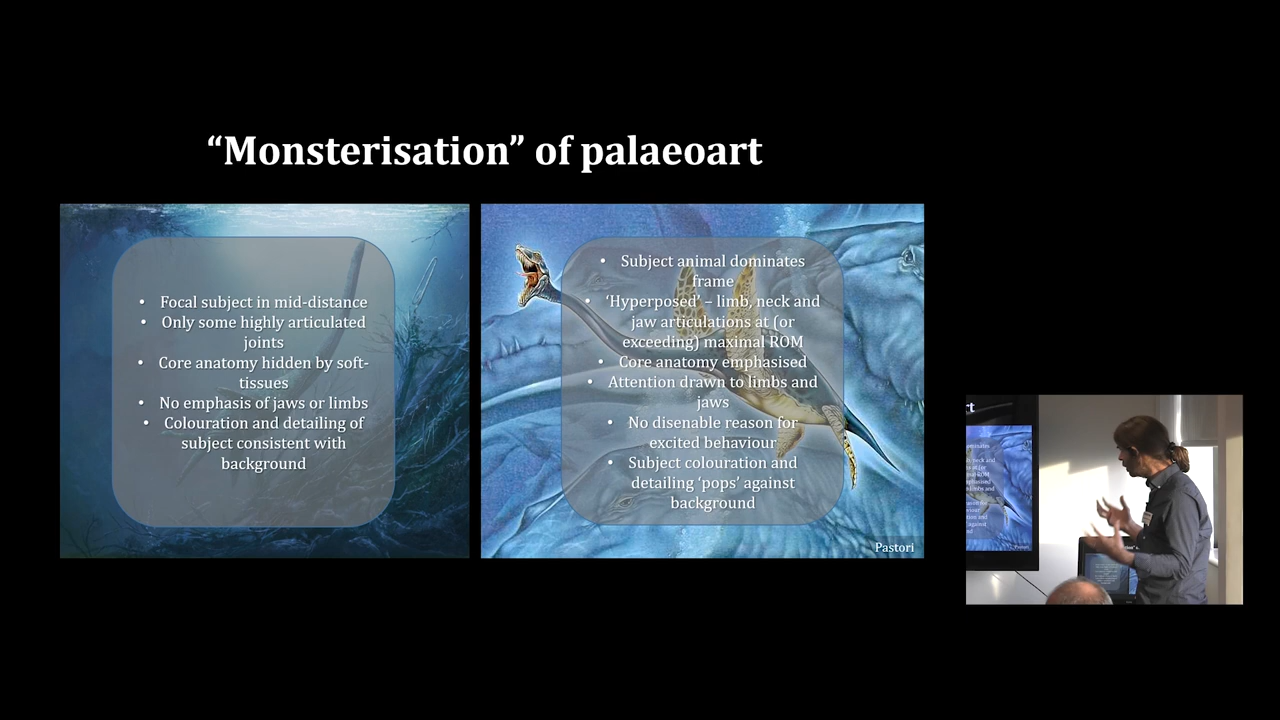 “Monsterisation” of palaeoart
• Focal subject in mid-distance
• Only some highly articulated
joints
• Core anatomy hidden by soft-
tissues
• No emphasis of jaws or limbs
• Colouration and detailing of
subject consistent with
background
• Subject animal dominates
frame
• ‘Hyperposed’ – limb, neck and
jaw articulations at (or
exceeding) maximal ROM
• Core anatomy emphasised
• Attention drawn to limbs and
jaws
• No disenable reason for
excited behaviour
• Subject colouration and
detailing ‘pops’ against
background
Pastori